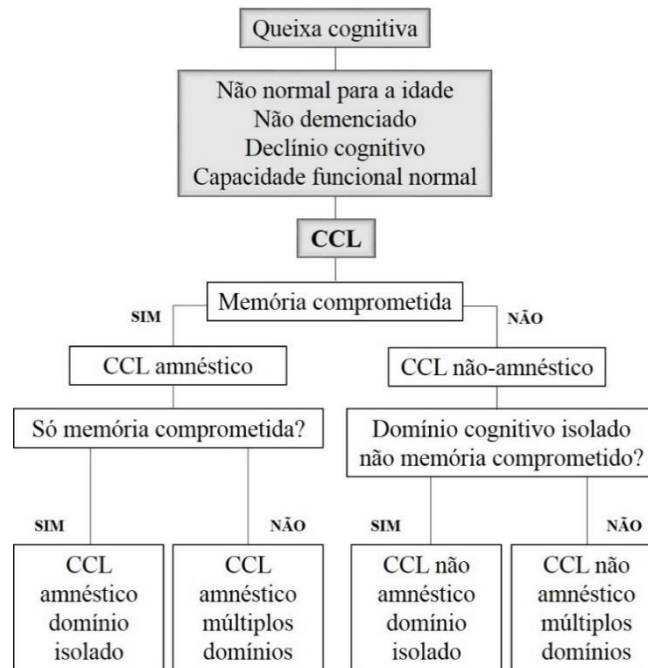 Queixa cognitiva
Não normal para a idade
Não demenciado
Declínio cognitivo
Capacidade funcional normal
CCL
Memória comprometida
SIM
NÃO
CCL amnéstico
CCL não-amnéstico
Só memória comprometida?
Domínio cognitivo isolado
não memória comprometido?
SIM
NÃO
SIM
NÃO
CCL
amnéstico
domínio
isolado
CCL
amnéstico
múltiplos
domínios
CCL não
amnéstico
domínio
isolado
CCL não
amnéstico
múltiplos
domínios